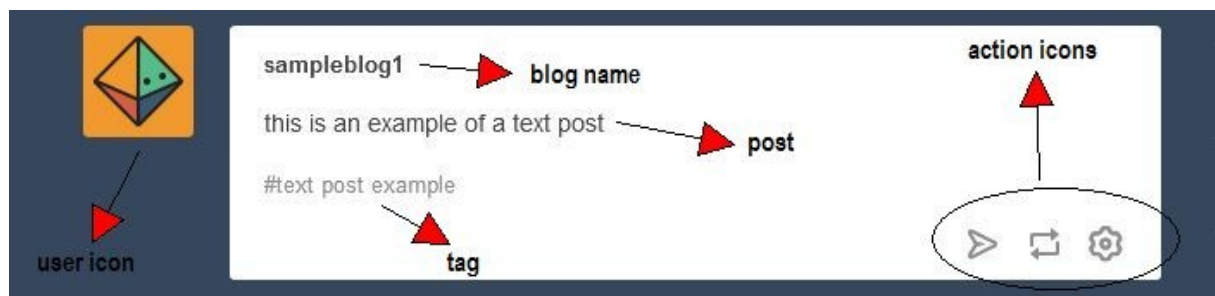 sampleblog1
blog name
action icons
this is an example of a text post
post
#text post example
user icon
tag